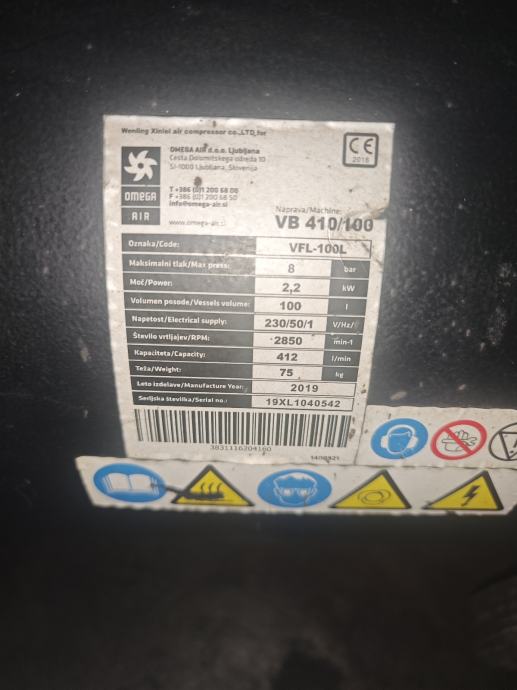 Wenling Xinlei air compressor co.,LTD,for
OMEGA AIR d.o.o. Ljubljana
Cesta Dolomitskega odreda 10
SI-1000 Ljubljana, Slovenija
CE
2018
T +386 (0)1 200 68 00
F +386 (0)1 200 68 50
info@omega-air.si
www.omega-air.si
OMEGA
AIR
Naprava/Machine:
VB 410/100
Oznaka/Code: VFL-100L
Maksimalni tlak/Max press: 8 bar
Moč/Power: 2,2 kW
Volumen posode/Vessels volume: 100 l
Napetost/Electrical supply: 230/50/1 V/Hz/
Število vrtljajev/RPM: 2850 min-1
Kapaciteta/Capacity: 412 l/min
Teža/Weight: 75 kg
Leto izdelave/Manufacture Year: 2019
Serijska številka/Serial no.: 19XL1040542
3831116204160